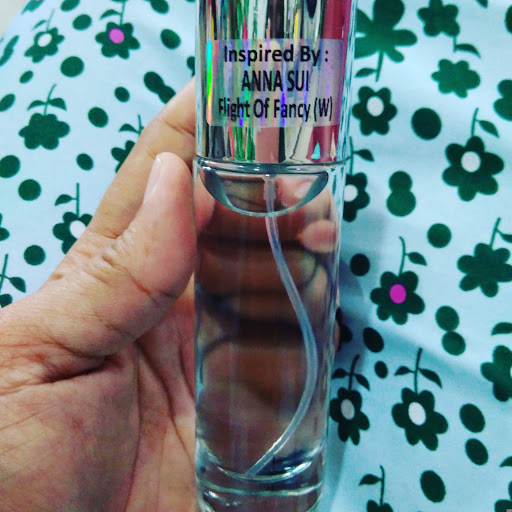 Inspired By :
ANNA SUI
Flight Of Fancy (W)